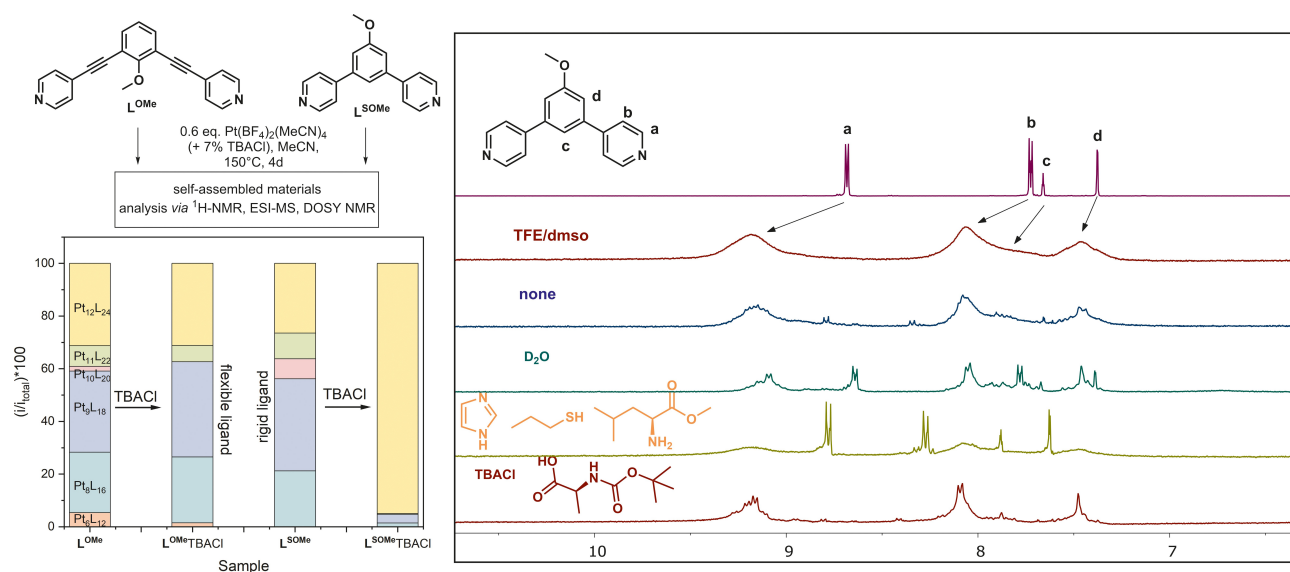 O
N
N
O
L^OMe
O
N
N
L^SOMe
0.6 eq. Pt(BF₄)₂(MeCN)₄
(+ 7% TBACl), MeCN,
150°C, 4d
self-assembled materials
analysis via ¹H-NMR, ESI-MS, DOSY NMR
(i/i_total)*100
100
80
60
40
20
0
Pt₁₂L₂₄
Pt₁₁L₂₂
Pt₁₀L₂₀
Pt₉L₁₈
Pt₈L₁₆
Pt₆L₁₂
TBACl
flexible ligand
rigid ligand
TBACl
L^OMe
L^OMeTBACl
L^SOMe
L^SOMeTBACl
Sample
O
d
b
a
c
N
N
a
b
c
d
TFE/dmso
none
D₂O
N
N
H
SH
O
O
NH₂
TBACl
HO
O
H
N
O
O
10
9
8
7